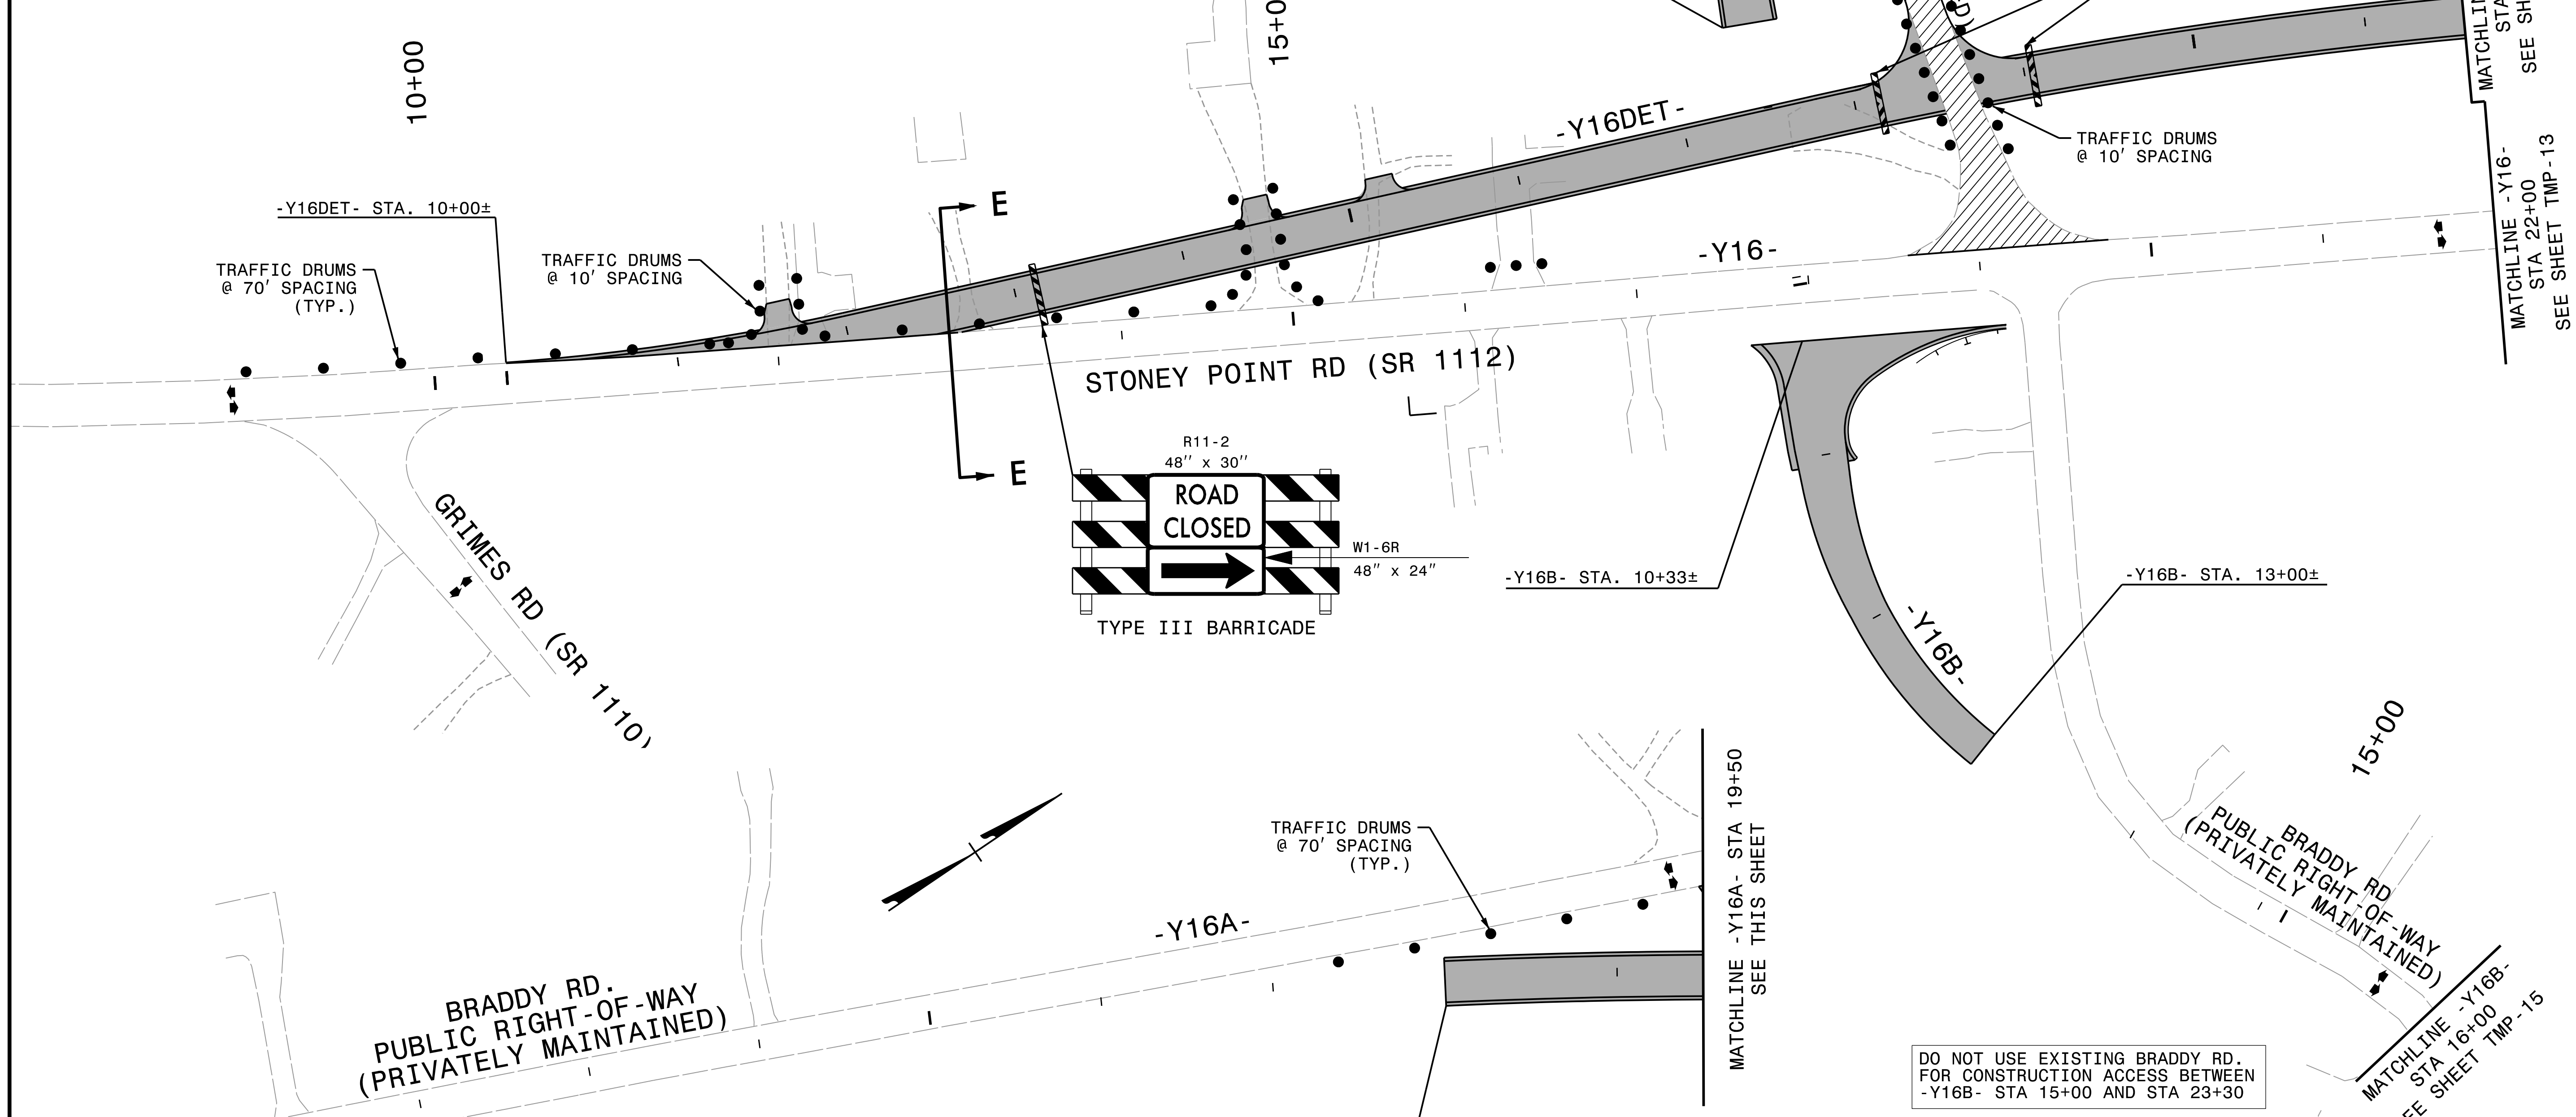 10+00
15+0
D)
MATCHLIN
STA
SEE SH
-Y16DET-
TRAFFIC DRUMS
@ 10' SPACING
MATCHLINE -Y16-
STA 22+00
SEE SHEET TMP-13
-Y16DET- STA. 10+00±
E
TRAFFIC DRUMS
@ 70' SPACING
(TYP.)
TRAFFIC DRUMS
@ 10' SPACING
-Y16-
STONEY POINT RD (SR 1112)
E
R11-2
48" x 30"
ROAD
CLOSED
W1-6R
48" x 24"
TYPE III BARRICADE
GRIMES RD (SR 1110)
-Y16B- STA. 10+33±
-Y16B- STA. 13+00±
-Y16B-
15+00
MATCHLINE -Y16A- STA 19+50
SEE THIS SHEET
TRAFFIC DRUMS
@ 70' SPACING
(TYP.)
-Y16A-
BRADDY RD.
PUBLIC RIGHT-OF-WAY
(PRIVATELY MAINTAINED)
BRADDY RD
PUBLIC RIGHT-OF-WAY
(PRIVATELY MAINTAINED)
MATCHLINE -Y16B-
STA 16+00
EE SHEET TMP-15
DO NOT USE EXISTING BRADDY RD.
FOR CONSTRUCTION ACCESS BETWEEN
-Y16B- STA 15+00 AND STA 23+30